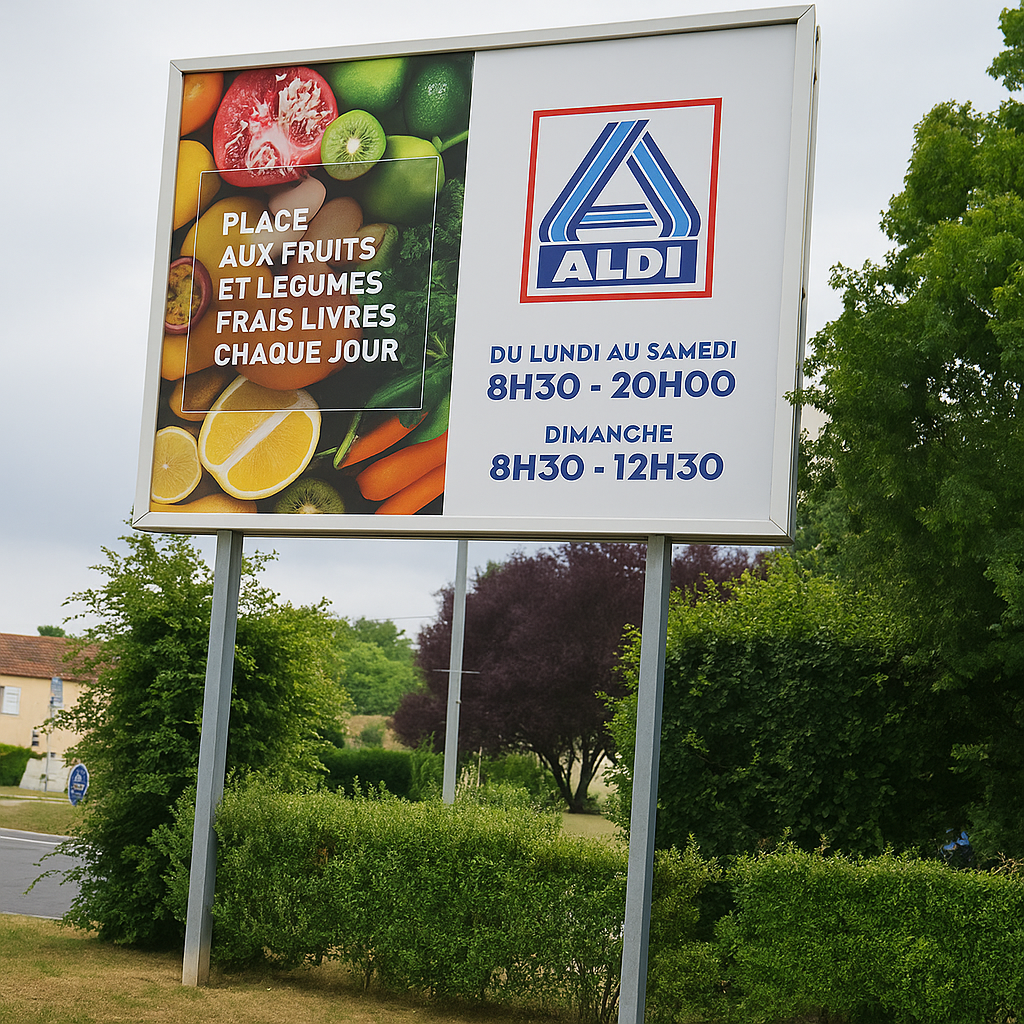 PLACE
AUX FRUITS
ET LEGUMES
FRAIS LIVRES
CHAQUE JOUR
ALDI
DU LUNDI AU SAMEDI
8H30 - 20H00
DIMANCHE
8H30 - 12H30